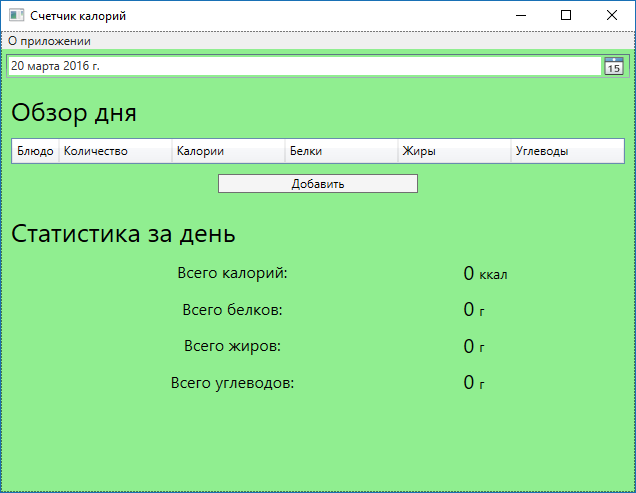 Счетчик калорий
О приложении
20 марта 2016 г.
15
Обзор дня
Блюдо Количество Калории Белки Жиры Углеводы
Добавить
Статистика за день
Всего калорий: 0 ккал
Всего белков: 0 г
Всего жиров: 0 г
Всего углеводов: 0 г